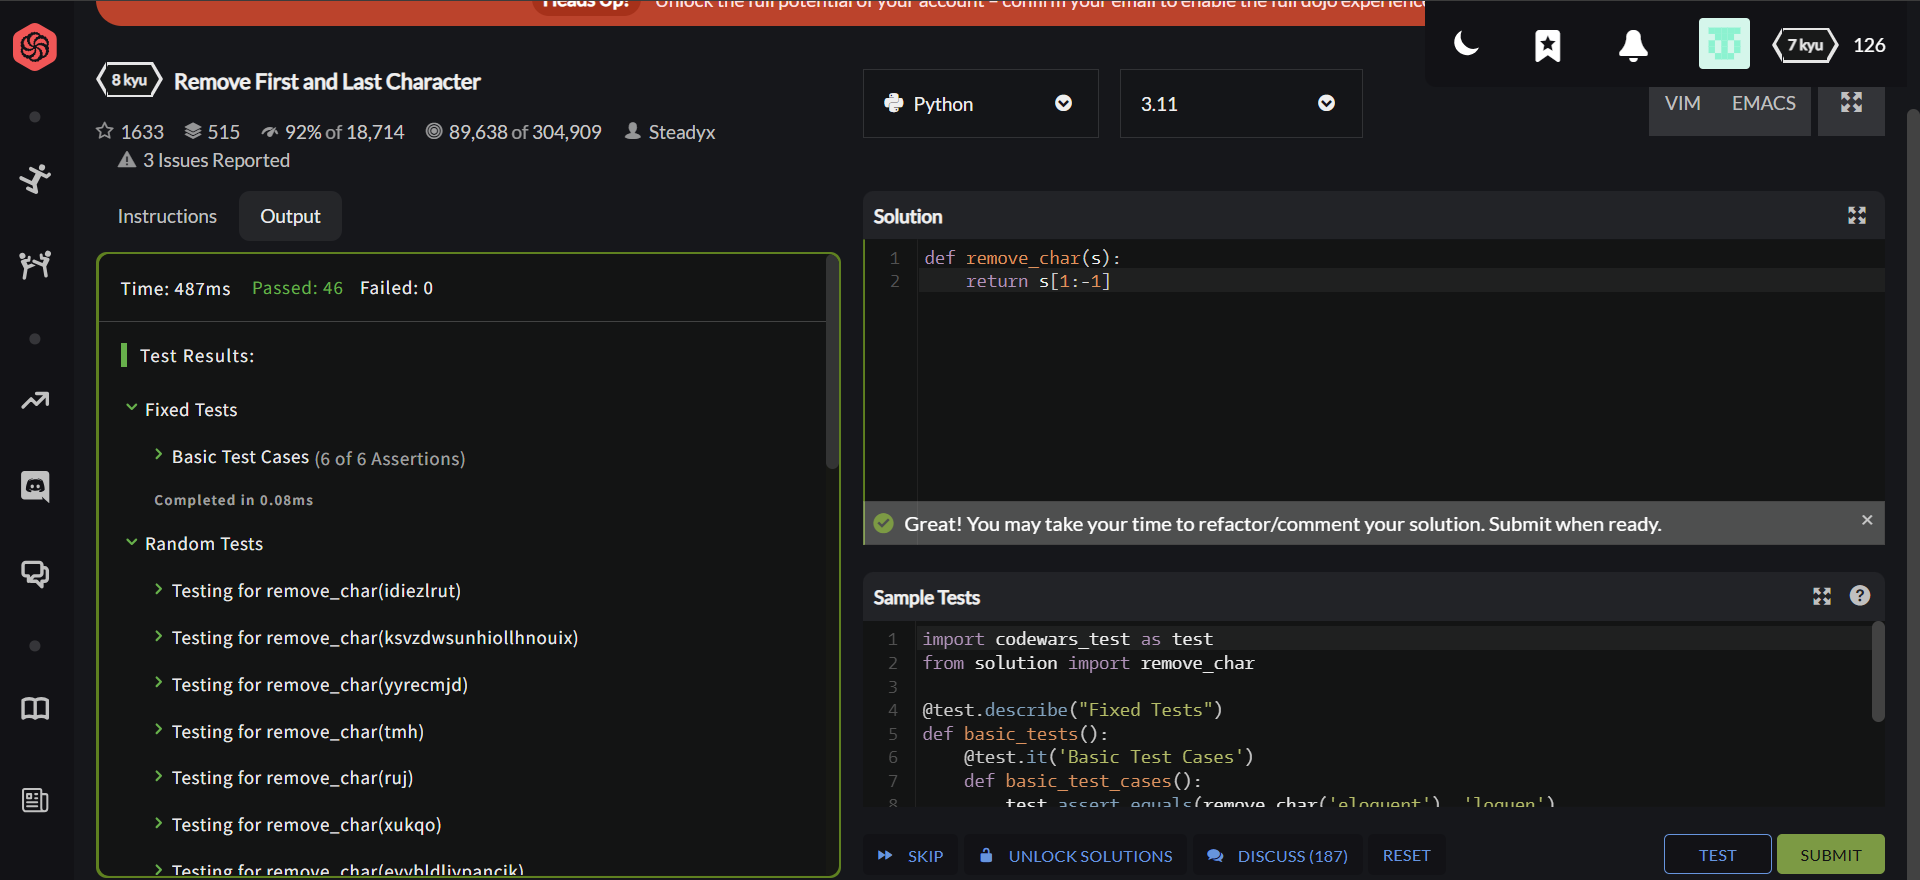 Heads Up! Unlock the full potential of your account – confirm your email to enable the full dojo experience
7 kyu 126
8 kyu Remove First and Last Character
1633 515 92% of 18,714 89,638 of 304,909 Steadyx
3 Issues Reported
Python 3.11 VIM EMACS
Instructions Output
Time: 487ms Passed: 46 Failed: 0
Test Results:
Fixed Tests
Basic Test Cases (6 of 6 Assertions)
Completed in 0.08ms
Random Tests
Testing for remove_char(idiezlrut)
Testing for remove_char(ksvzdwsunhiollhnouix)
Testing for remove_char(yyrecmjd)
Testing for remove_char(tmh)
Testing for remove_char(ruj)
Testing for remove_char(xukqo)
Testing for
Solution
1 def remove_char(s):
2 return s[1:-1]
Great! You may take your time to refactor/comment your solution. Submit when ready.
Sample Tests
1 import codewars_test as test
2 from solution import remove_char
3
4 @test.describe("Fixed Tests")
5 def basic_tests():
6 @test.it('Basic Test Cases')
7 def basic_test_cases():
8 test.assert_equals(remove_char('eloquent'), 'loquen')
SKIP UNLOCK SOLUTIONS DISCUSS (187) RESET TEST SUBMIT